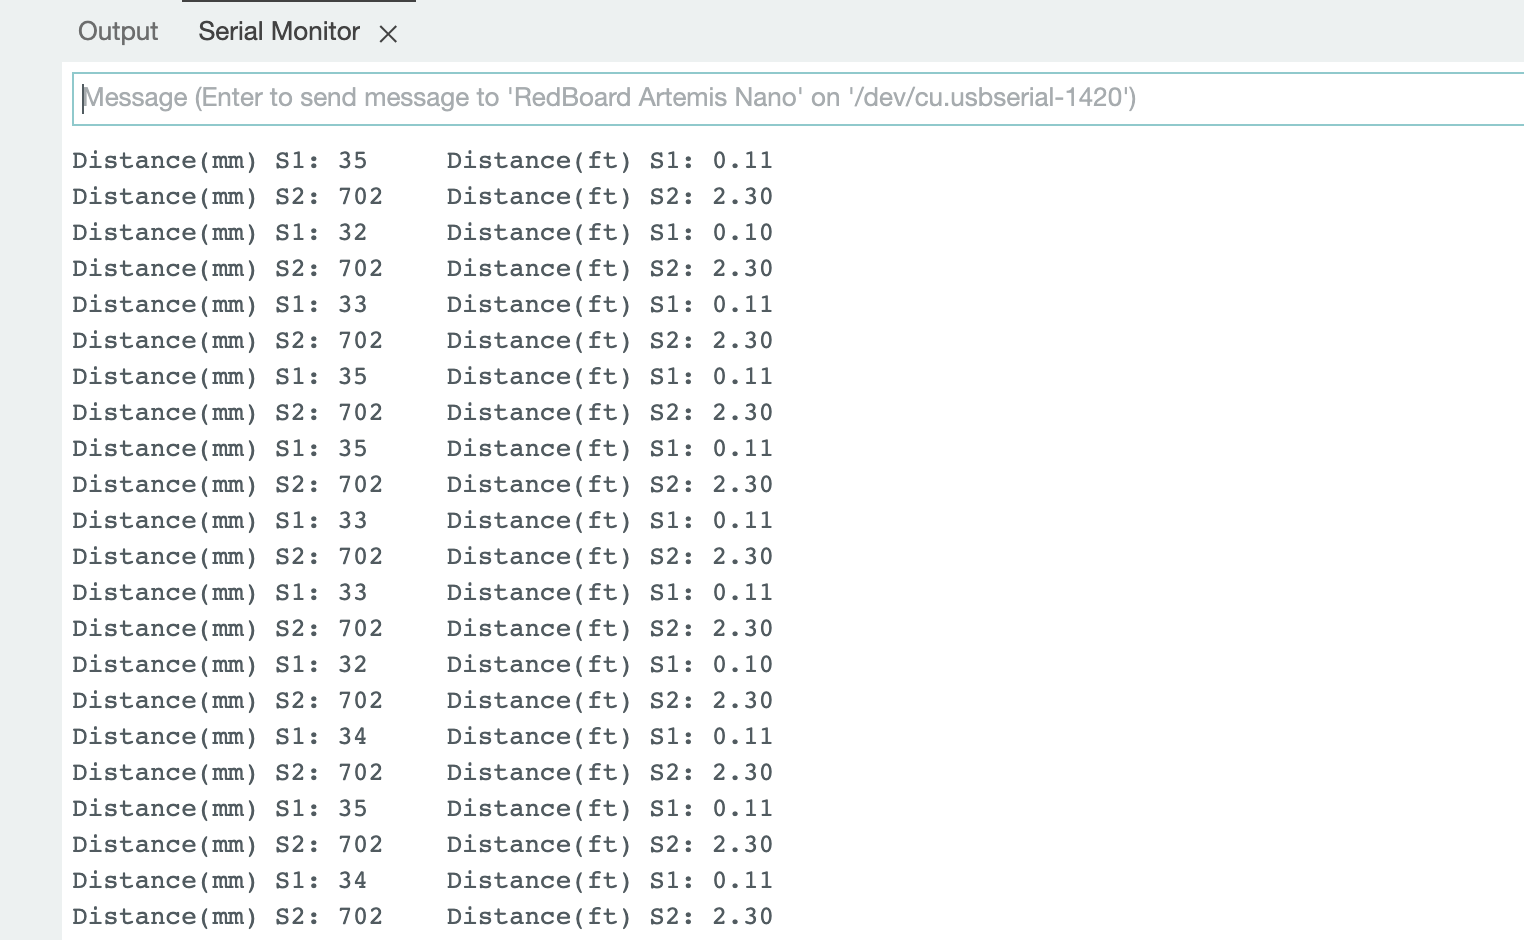 Output Serial Monitor ×
Message (Enter to send message to 'RedBoard Artemis Nano' on '/dev/cu.usbserial-1420')
Distance(mm) S1: 35 Distance(ft) S1: 0.11
Distance(mm) S2: 702 Distance(ft) S2: 2.30
Distance(mm) S1: 32 Distance(ft) S1: 0.10
Distance(mm) S2: 702 Distance(ft) S2: 2.30
Distance(mm) S1: 33 Distance(ft) S1: 0.11
Distance(mm) S2: 702 Distance(ft) S2: 2.30
Distance(mm) S1: 35 Distance(ft) S1: 0.11
Distance(mm) S2: 702 Distance(ft) S2: 2.30
Distance(mm) S1: 35 Distance(ft) S1: 0.11
Distance(mm) S2: 702 Distance(ft) S2: 2.30
Distance(mm) S1: 33 Distance(ft) S1: 0.11
Distance(mm) S2: 702 Distance(ft) S2: 2.30
Distance(mm) S1: 33 Distance(ft) S1: 0.11
Distance(mm) S2: 702 Distance(ft) S2: 2.30
Distance(mm) S1: 32 Distance(ft) S1: 0.10
Distance(mm) S2: 702 Distance(ft) S2: 2.30
Distance(mm) S1: 34 Distance(ft) S1: 0.11
Distance(mm) S2: 702 Distance(ft) S2: 2.30
Distance(mm) S1: 35 Distance(ft) S1: 0.11
Distance(mm) S2: 702 Distance(ft) S2: 2.30
Distance(mm) S1: 34 Distance(ft) S1: 0.11
Distance(mm) S2: 702 Distance(ft) S2: 2.30